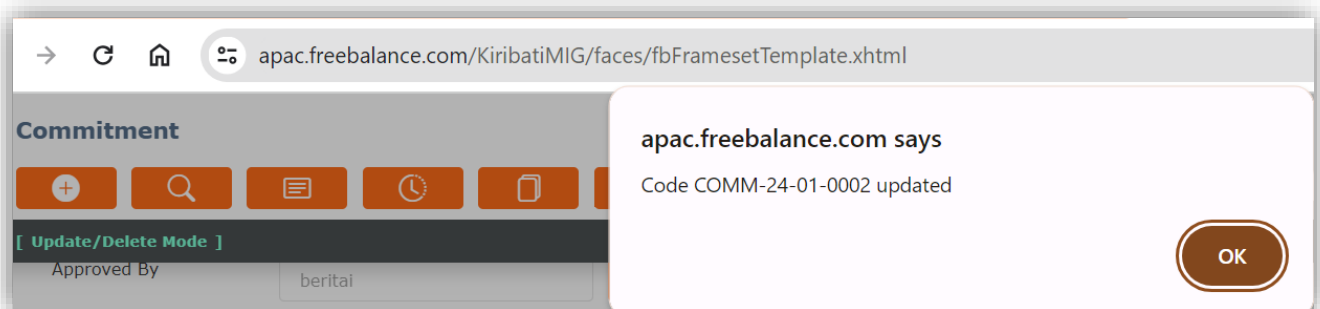 apac.freebalance.com/KiribatiMIG/faces/fbFramesetTemplate.xhtml
Commitment
apac.freebalance.com says
Code COMM-24-01-0002 updated
[ Update/Delete Mode ]
OK
Approved By
beritai